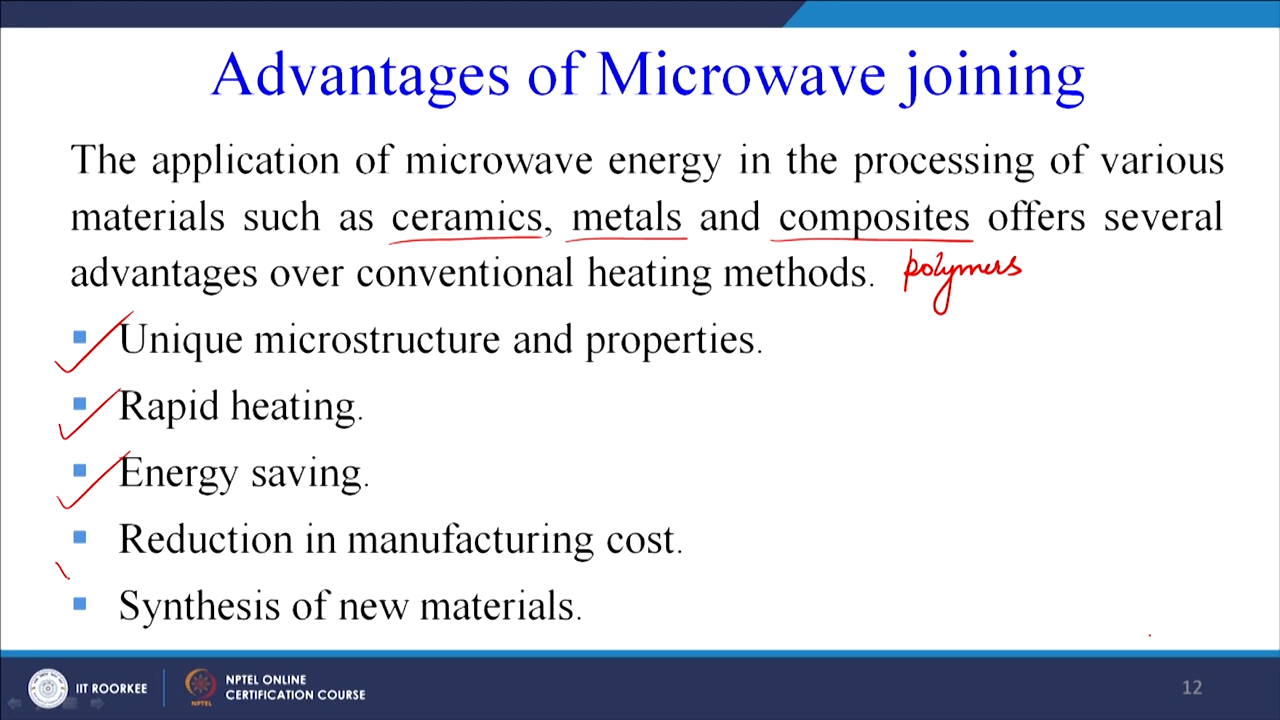 Advantages of Microwave joining
The application of microwave energy in the processing of various
materials such as ceramics, metals and composites offers several
advantages over conventional heating methods. polymers
Unique microstructure and properties.
Rapid heating.
Energy saving.
Reduction in manufacturing cost.
Synthesis of new materials.
IIT ROORKEE
NPTEL
NPTEL ONLINE
CERTIFICATION COURSE
12